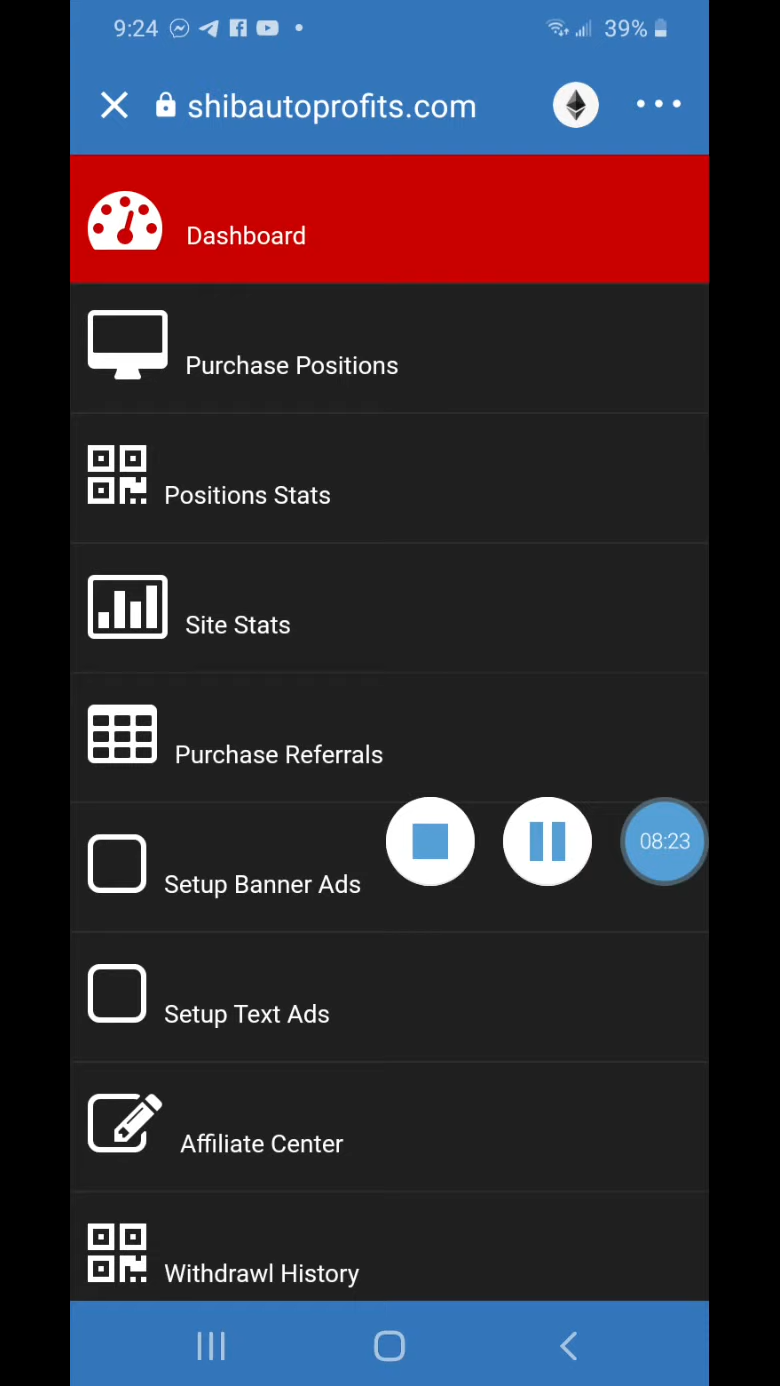 9:24 39%
shibautoprofits.com
Dashboard
Purchase Positions
Positions Stats
Site Stats
Purchase Referrals
08:23
Setup Banner Ads
Setup Text Ads
Affiliate Center
Withdrawl History